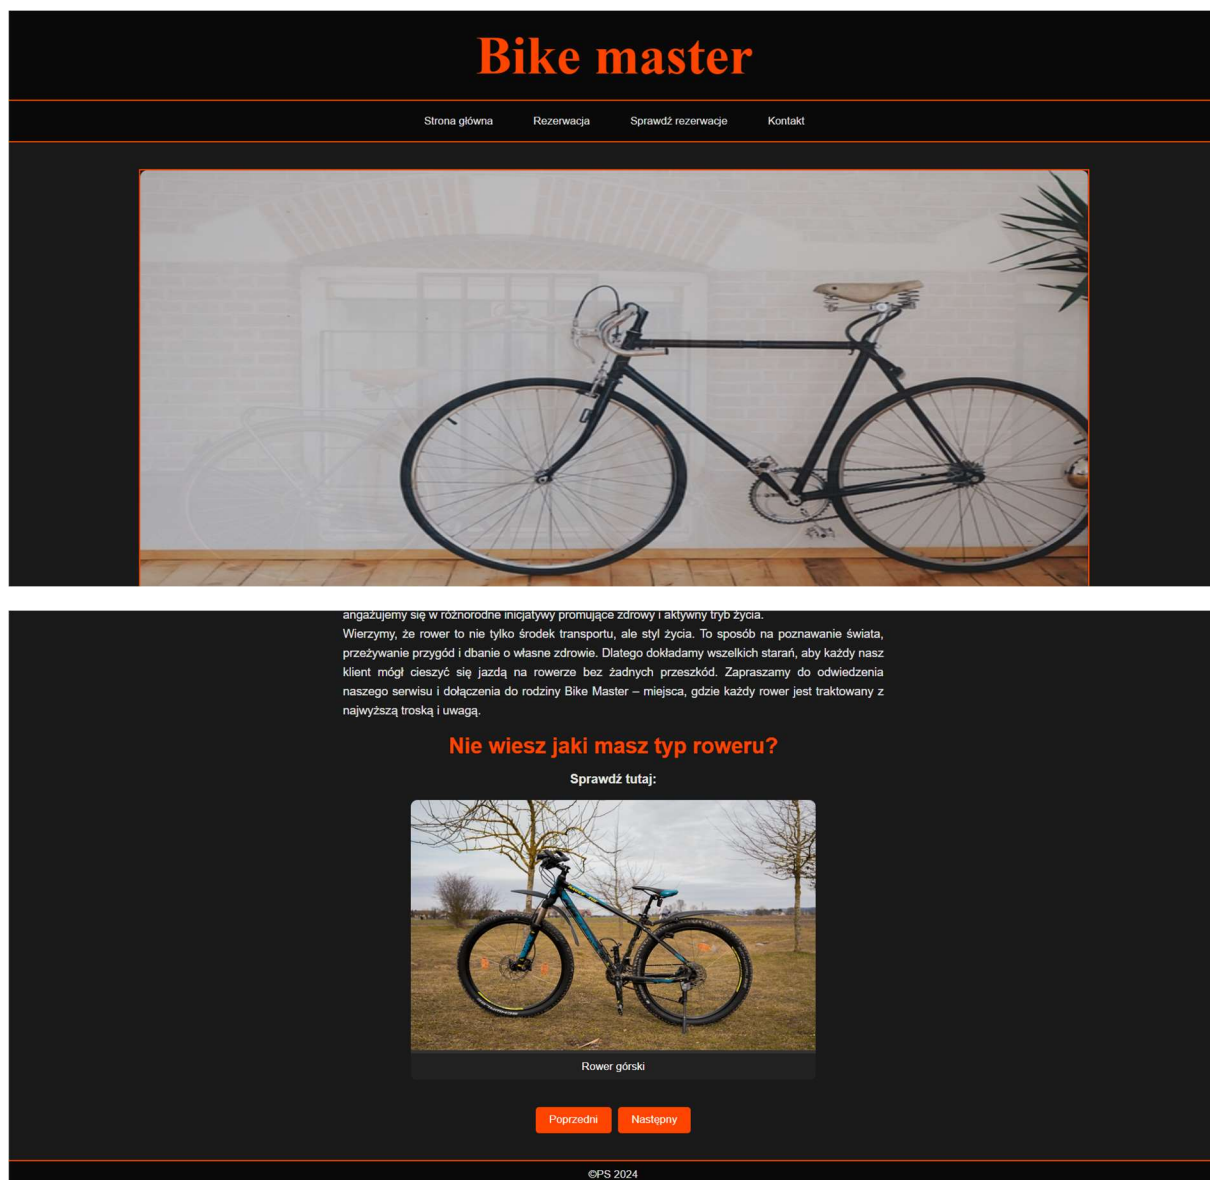 Bike master
Strona główna Rezerwacja Sprawdź rezerwacje Kontakt
angażujemy się w różnorodne inicjatywy promujące zdrowy i aktywny tryb życia.
Wierzymy, że rower to nie tylko środek transportu, ale styl życia. To sposób na poznawanie świata,
przeżywanie przygód i dbanie o własne zdrowie. Dlatego dokładamy wszelkich starań, aby każdy nasz
klient mógł cieszyć się jazdą na rowerze bez żadnych przeszkód. Zapraszamy do odwiedzenia
naszego serwisu i dołączenia do rodziny Bike Master – miejsca, gdzie każdy rower jest traktowany z
najwyższą troską i uwagą.
Nie wiesz jaki masz typ roweru?
Sprawdź tutaj:
Rower górski
Poprzedni Następny
©PS 2024